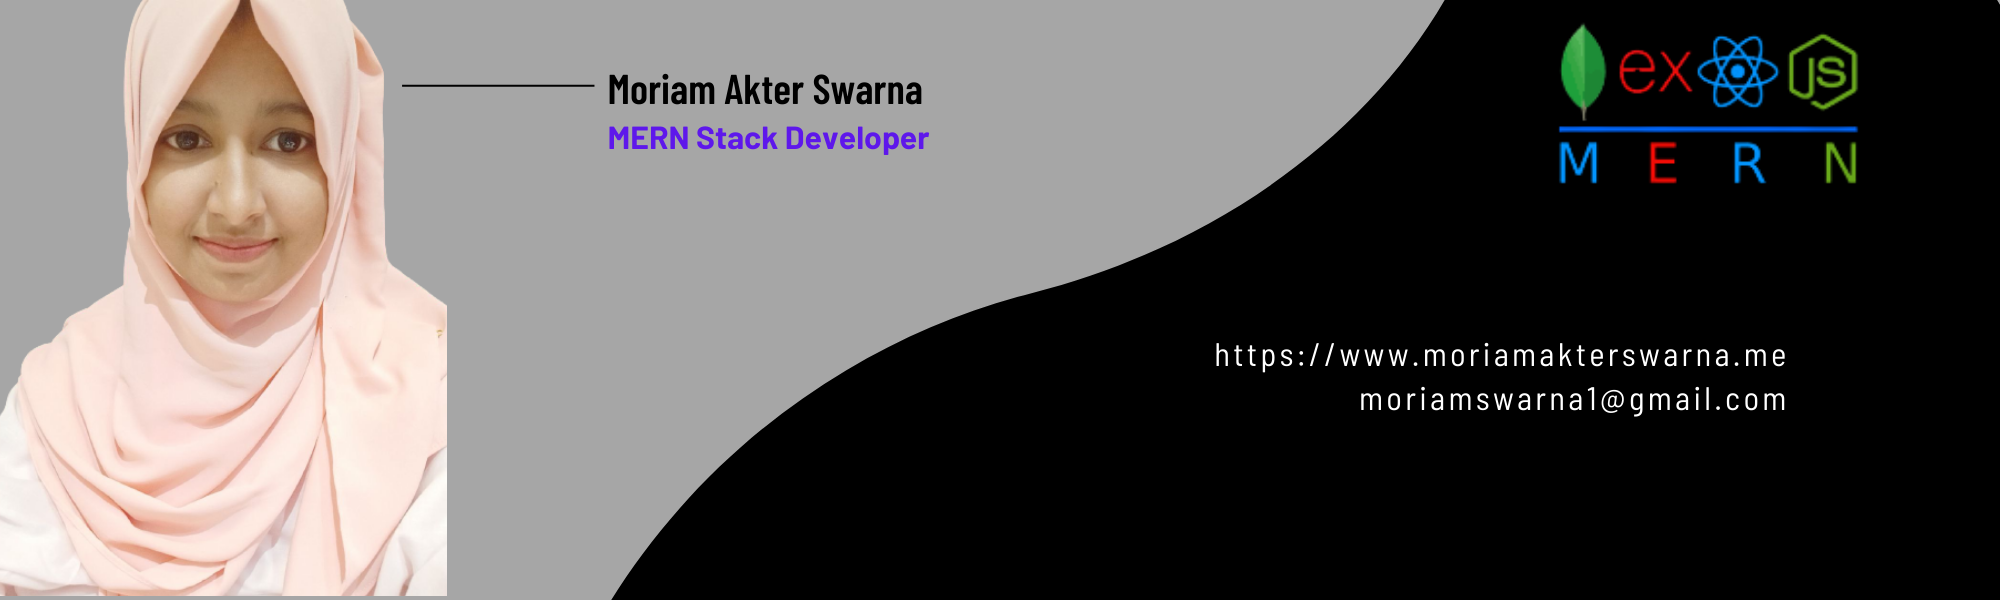 Moriam Akter Swarna
MERN Stack Developer
ex JS
M E R N
https://www.moriamakterswarna.me
moriamswarna1@gmail.com